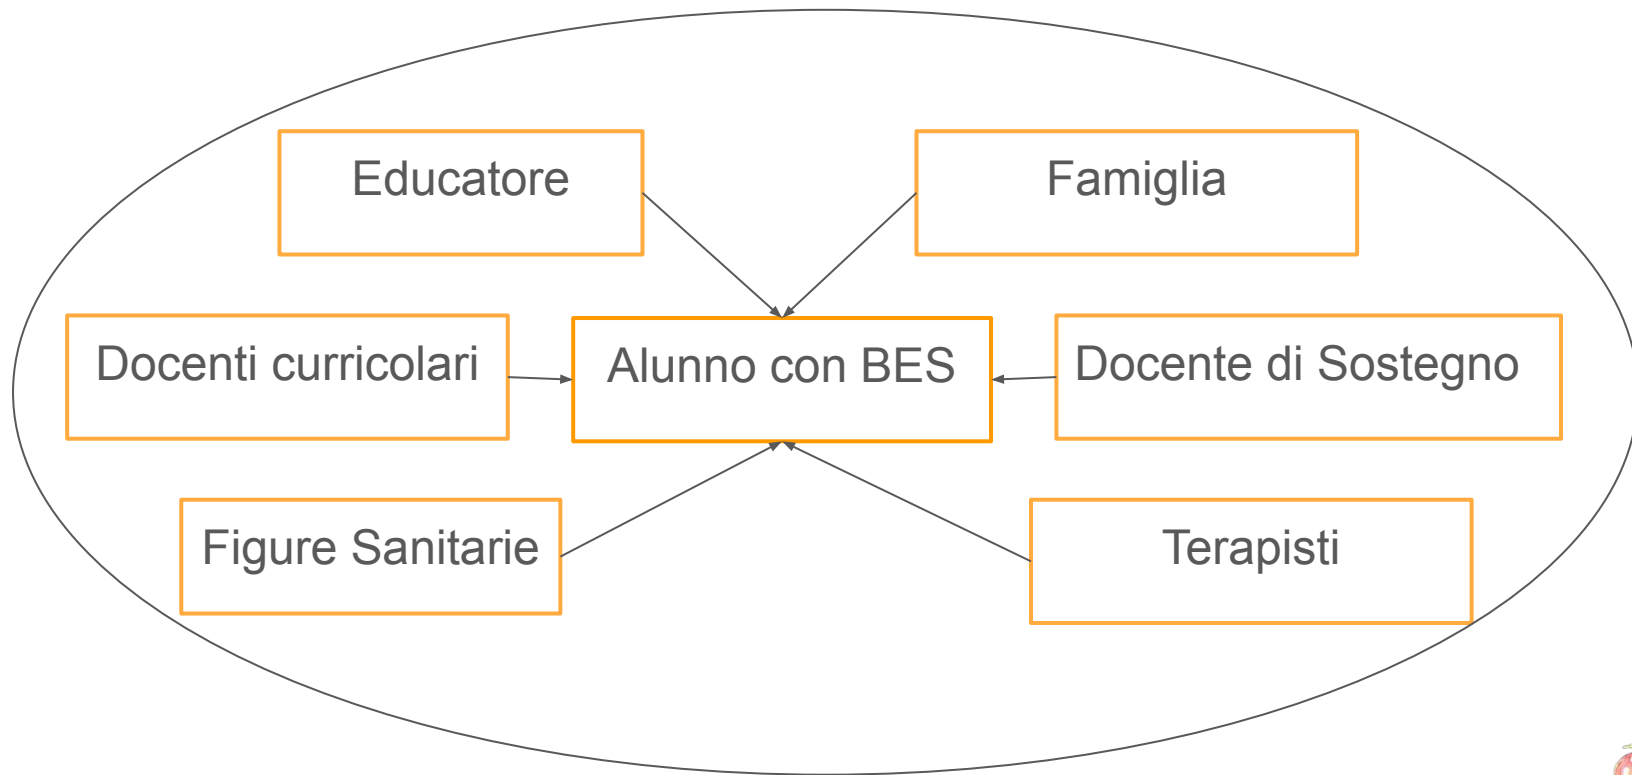 Educatore
Famiglia
Docenti curricolari
Alunno con BES
Docente di Sostegno
Figure Sanitarie
Terapisti